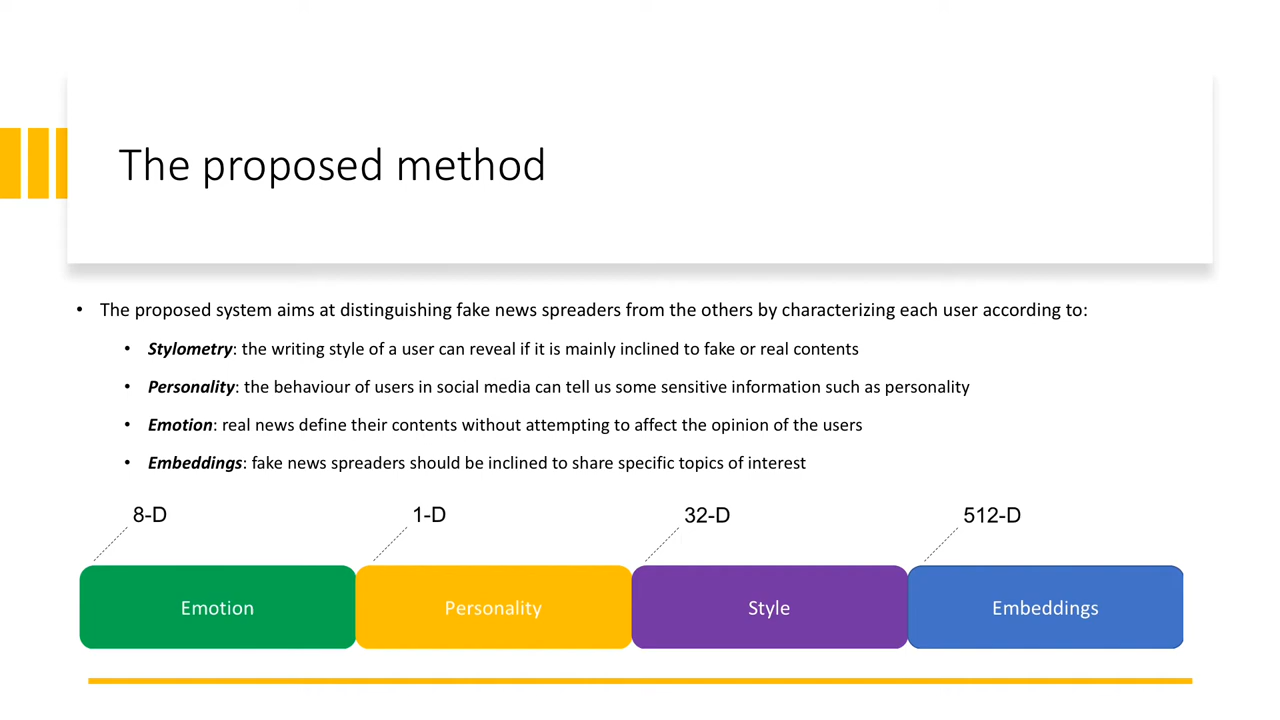 The proposed method
• The proposed system aims at distinguishing fake news spreaders from the others by characterizing each user according to:
• Stylometry: the writing style of a user can reveal if it is mainly inclined to fake or real contents
• Personality: the behaviour of users in social media can tell us some sensitive information such as personality
• Emotion: real news define their contents without attempting to affect the opinion of the users
• Embeddings: fake news spreaders should be inclined to share specific topics of interest
8-D 1-D 32-D 512-D
Emotion Personality Style Embeddings